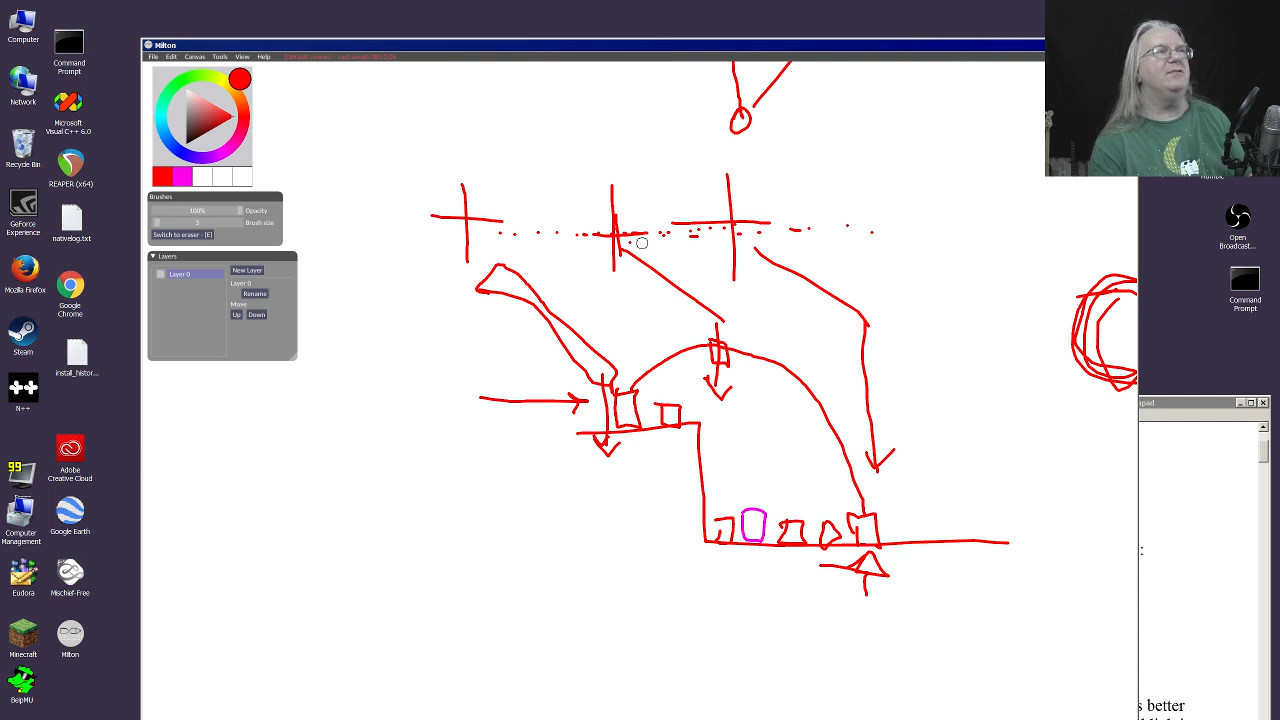 Computer
Command
Prompt
Network
Microsoft
Visual C++ 6.0
Recycle Bin
REAPER (x64)
GeForce
Experience
nativelog.txt
Mozilla Firefox
Google
Chrome
Steam
install_histor...
N++
99
Adobe
Creative Cloud
Computer
Management
Google Earth
Eudora
Mischief-Free
Minecraft
Milton
BeipMU
Milton
File Edit Canvas Tools View Help
Brushes
100% Opacity
3 Brush size
Switch to eraser - [E]
Layers
Layer 0
New Layer
Layer 0
Rename
Move
Up Down
Open
Broadcast...
Command
Prompt
s better